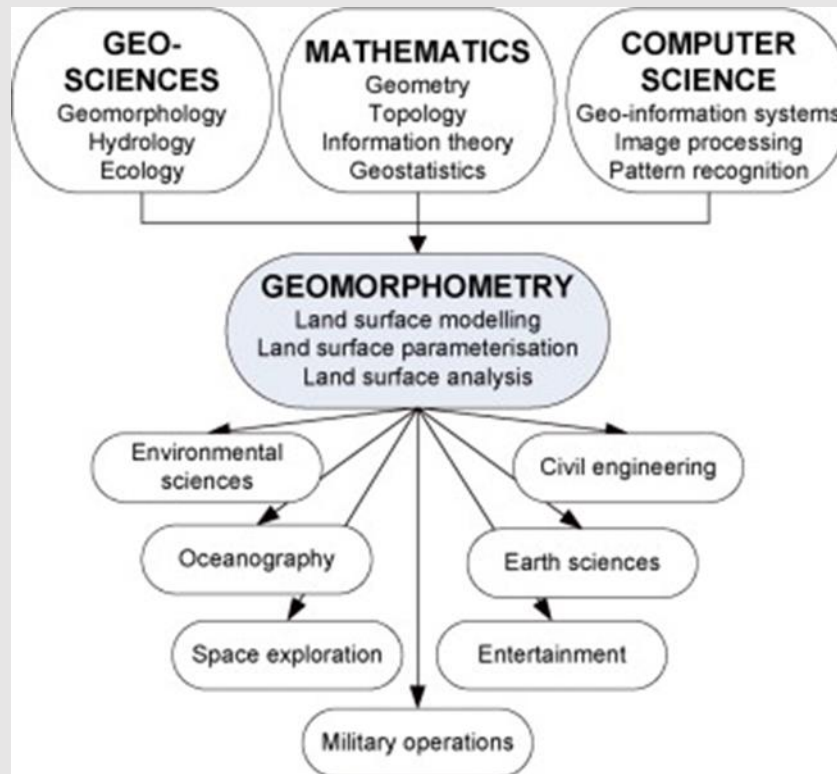 GEO-
SCIENCES
Geomorphology
Hydrology
Ecology
MATHEMATICS
Geometry
Topology
Information theory
Geostatistics
COMPUTER
SCIENCE
Geo-information systems
Image processing
Pattern recognition
GEOMORPHOMETRY
Land surface modelling
Land surface parameterisation
Land surface analysis
Environmental
sciences
Civil engineering
Oceanography
Earth sciences
Space exploration
Entertainment
Military operations